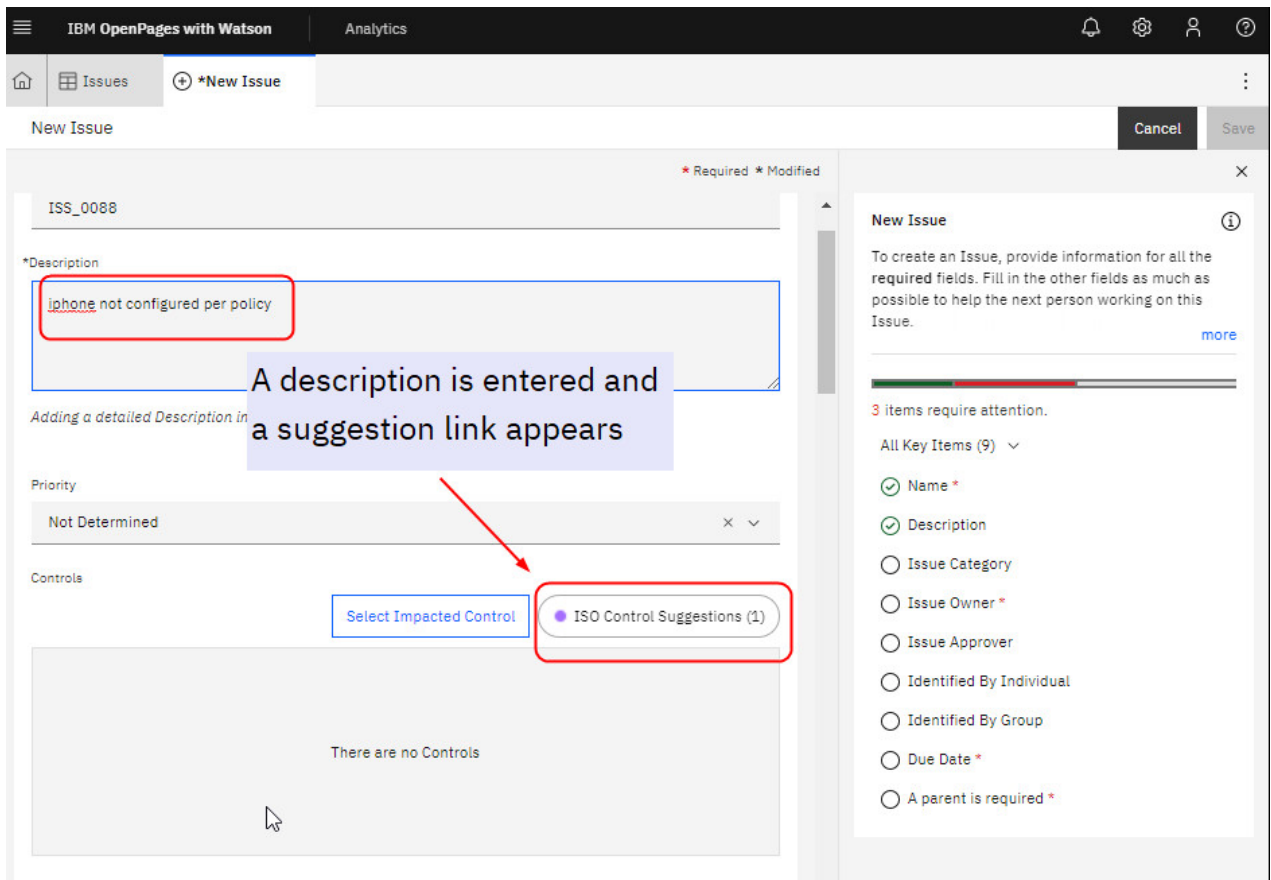 IBM OpenPages with Watson
Analytics
Issues
*New Issue
New Issue
Cancel
Save
* Required * Modified
ISS_0088
*Description
iphone not configured per policy
Adding a detailed Description in
A description is entered and
a suggestion link appears
Priority
Not Determined
Controls
Select Impacted Control
ISO Control Suggestions (1)
There are no Controls
New Issue
To create an Issue, provide information for all the
required fields. Fill in the other fields as much as
possible to help the next person working on this
Issue.
more
3 items require attention.
All Key Items (9)
Name *
Description
Issue Category
Issue Owner *
Issue Approver
Identified By Individual
Identified By Group
Due Date *
A parent is required *